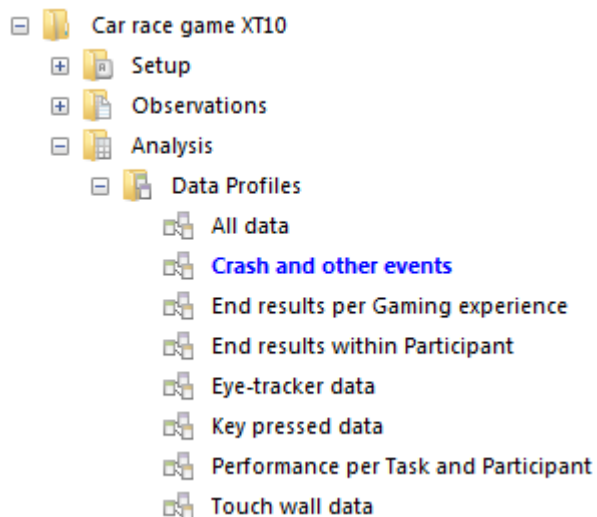 Car race game XT10
Setup
Observations
Analysis
Data Profiles
All data
Crash and other events
End results per Gaming experience
End results within Participant
Eye-tracker data
Key pressed data
Performance per Task and Participant
Touch wall data